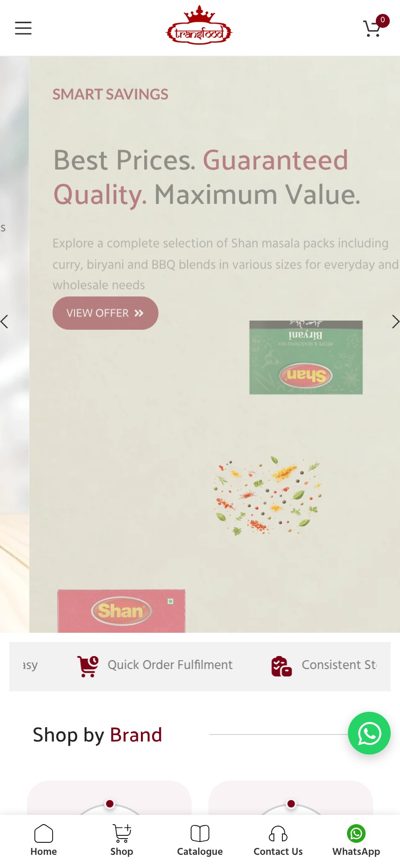 transfood
0
SMART SAVINGS
Best Prices. Guaranteed
Quality. Maximum Value.
s
Explore a complete selection of Shan masala packs including
curry, biryani and BBQ blends in various sizes for everyday and
wholesale needs
VIEW OFFER
Biryani
Shan
Shan
asy
Quick Order Fulfilment
Consistent St
Shop by Brand
Home
Shop
Catalogue
Contact Us
WhatsApp